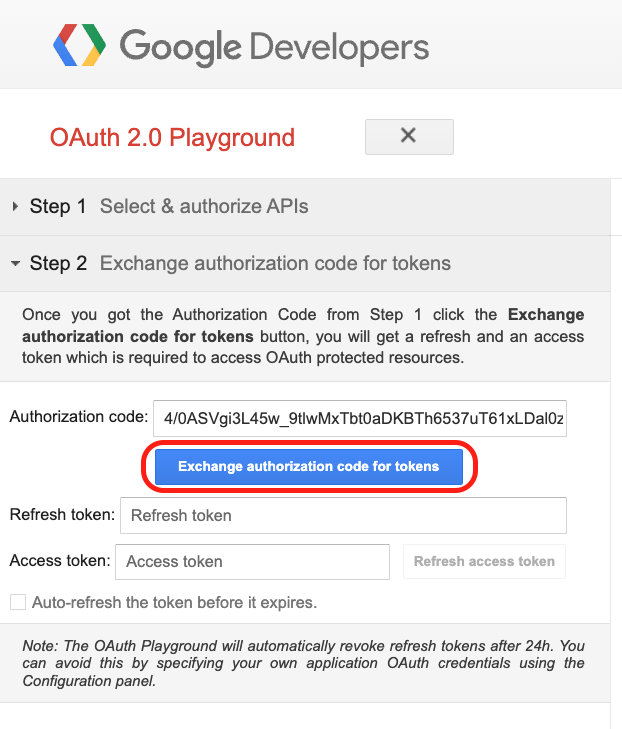 Google Developers
OAuth 2.0 Playground
Step 1 Select & authorize APIs
Step 2 Exchange authorization code for tokens
Once you got the Authorization Code from Step 1 click the Exchange
authorization code for tokens button, you will get a refresh and an access
token which is required to access OAuth protected resources.
Authorization code: 4/0ASVgi3L45w_9tlwMxTbt0aDKBTh6537uT61xLDal0z
Exchange authorization code for tokens
Refresh token: Refresh token
Access token: Access token Refresh access token
Auto-refresh the token before it expires.
Note: The OAuth Playground will automatically revoke refresh tokens after 24h. You
can avoid this by specifying your own application OAuth credentials using the
Configuration panel.